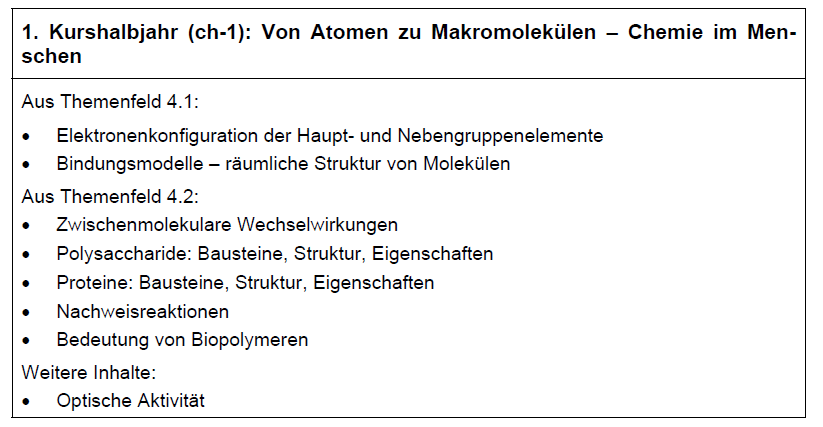 1. Kurshalbjahr (ch-1): Von Atomen zu Makromolekülen – Chemie im Men-
schen
Aus Themenfeld 4.1:
• Elektronenkonfiguration der Haupt- und Nebengruppenelemente
• Bindungsmodelle – räumliche Struktur von Molekülen
Aus Themenfeld 4.2:
• Zwischenmolekulare Wechselwirkungen
• Polysaccharide: Bausteine, Struktur, Eigenschaften
• Proteine: Bausteine, Struktur, Eigenschaften
• Nachweisreaktionen
• Bedeutung von Biopolymeren
Weitere Inhalte:
• Optische Aktivität